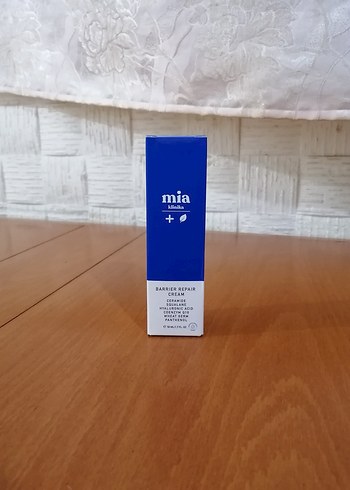 mia
klinika
BARRIER REPAIR
CREAM
CERAMIDE
SQUALANE
HYALURONIC ACID
COENZYM Q10
WHEAT GERM
PANTHENOL